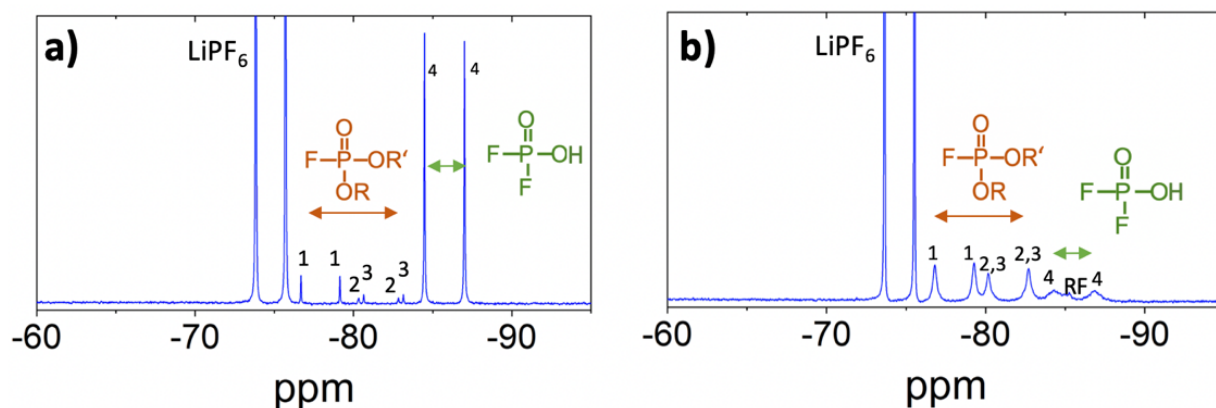 a)
LiPF6
1
1
2
3
2
3
4
4
O
F-P-OR'
OR
O
F-P-OH
F
-60
-70
-80
-90
ppm
b)
LiPF6
1
1
2,3
2,3
4
RF
4
O
F-P-OR'
OR
O
F-P-OH
F
-60
-70
-80
-90
ppm